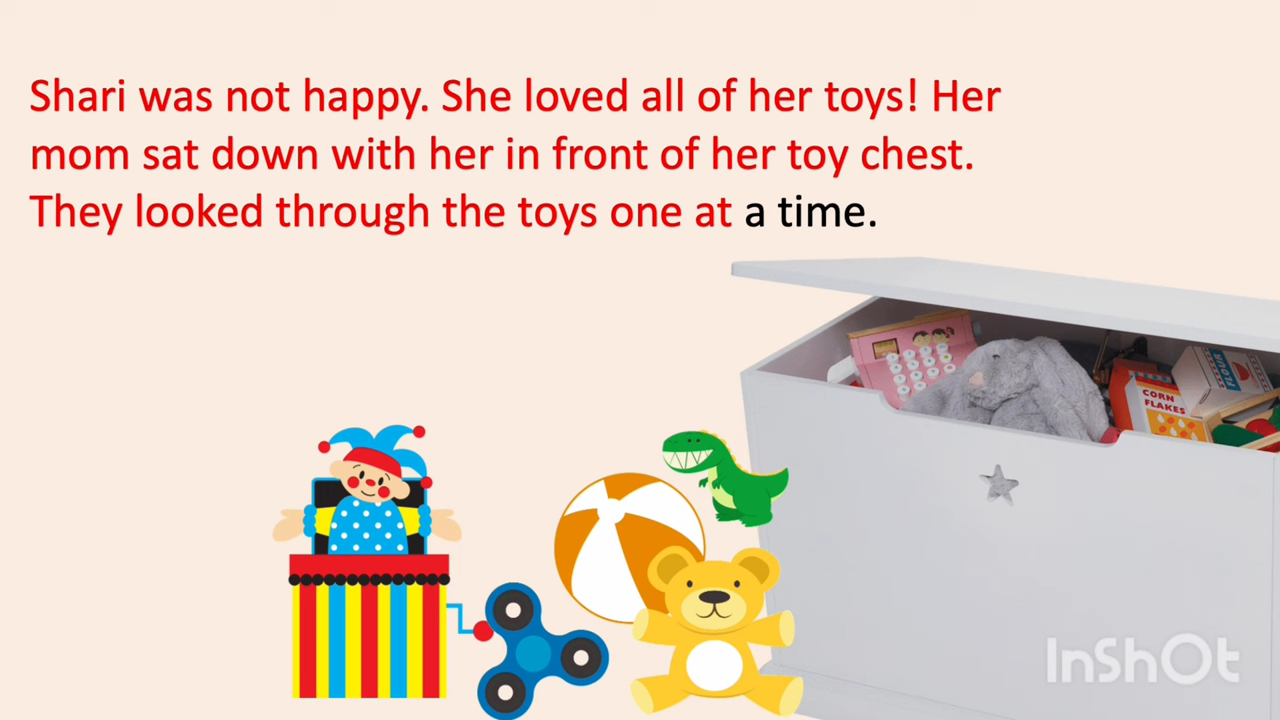 Shari was not happy. She loved all of her toys! Her
mom sat down with her in front of her toy chest.
They looked through the toys one at a time.
CORN
FLAKES
FLOUR
InShOt